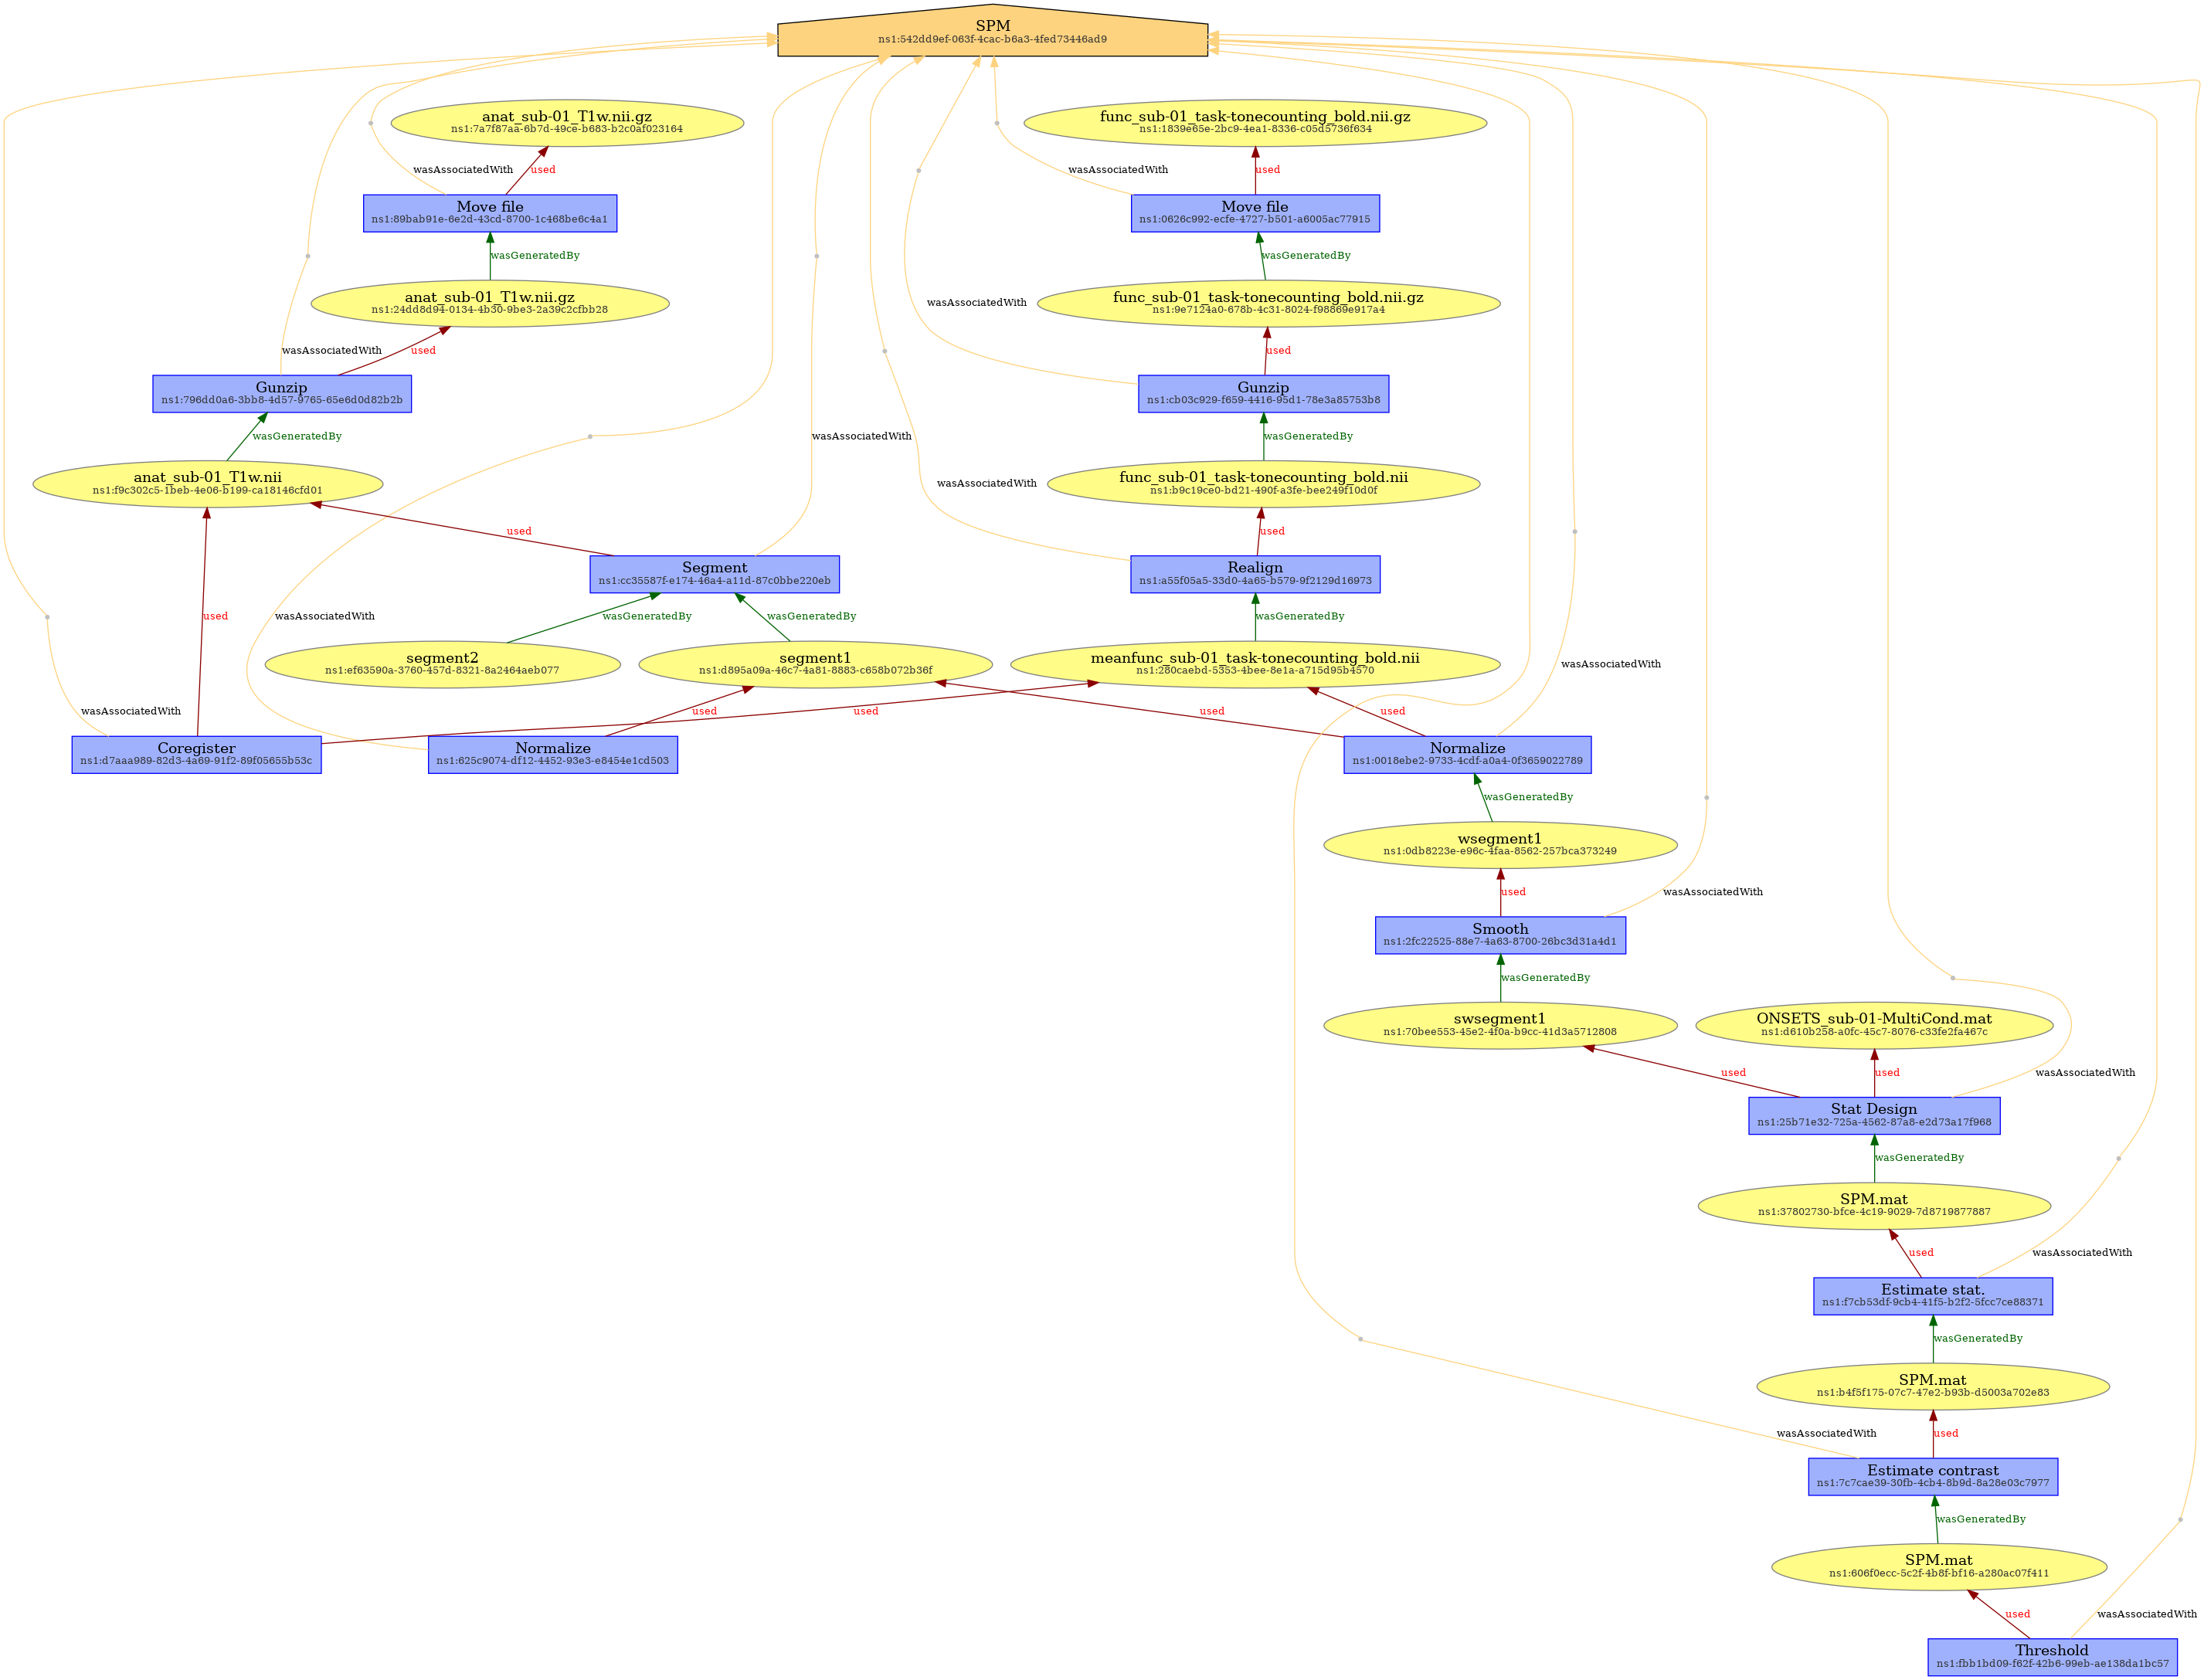 SPM
ns1:542dd9ef-063f-4cac-b6a3-4fed73446ad9
anat_sub-01_T1w.nii.gz
ns1:7a7f87aa-6b7d-49ce-b683-b2c0af023164
func_sub-01_task-tonecounting_bold.nii.gz
ns1:1839e65e-2bc9-4ea1-8336-c05d5736f634
wasAssociatedWith
used
wasAssociatedWith
used
Move file
ns1:89bab91e-6e2d-43cd-8700-1c468be6c4a1
Move file
ns1:0626c992-ecfe-4727-b501-a6005ac77915
wasGeneratedBy
wasGeneratedBy
anat_sub-01_T1w.nii.gz
ns1:24dd8d94-0134-4b30-9be3-2a39c2cfbb28
wasAssociatedWith
func_sub-01_task-tonecounting_bold.nii.gz
ns1:9e7124a0-678b-4c31-8024-f98869e917a4
wasAssociatedWith
used
used
Gunzip
ns1:796dd0a6-3bb8-4d57-9765-65e6d0d82b2b
Gunzip
ns1:cb03c929-f659-4416-95d1-78e3a85753b8
wasGeneratedBy
wasAssociatedWith
wasGeneratedBy
anat_sub-01_T1w.nii
ns1:f9c302c5-1beb-4e06-b199-ca18146cfd01
wasAssociatedWith
func_sub-01_task-tonecounting_bold.nii
ns1:b9c19ce0-bd21-490f-a3fe-bee249f10d0f
used
used
Segment
ns1:cc35587f-e174-46a4-a11d-87c0bbe220eb
Realign
ns1:a55f05a5-33d0-4a65-b579-9f2129d16973
used
wasAssociatedWith
wasGeneratedBy
wasGeneratedBy
wasGeneratedBy
segment2
ns1:ef63590a-3760-457d-8321-8a2464aeb077
segment1
ns1:d895a09a-46c7-4a81-8883-c658b072b36f
meanfunc_sub-01_task-tonecounting_bold.nii
ns1:280caebd-5353-4bee-8e1a-a715d95b4570
wasAssociatedWith
wasAssociatedWith
used
used
used
used
Coregister
ns1:d7aaa989-82d3-4a69-91f2-89f05655b53c
Normalize
ns1:625c9074-df12-4452-93e3-e8454e1cd503
Normalize
ns1:0018ebe2-9733-4cdf-a0a4-0f3659022789
wasGeneratedBy
wsegment1
ns1:0db8223e-e96c-4faa-8562-257bca373249
used
wasAssociatedWith
Smooth
ns1:2fc22525-88e7-4a63-8700-26bc3d31a4d1
wasGeneratedBy
swsegment1
ns1:70bee553-45e2-4f0a-b9cc-41d3a5712808
ONSETS_sub-01-MultiCond.mat
ns1:d610b258-a0fc-45c7-8076-c33fe2fa467c
used
used
wasAssociatedWith
Stat Design
ns1:25b71e32-725a-4562-87a8-e2d73a17f968
wasGeneratedBy
SPM.mat
ns1:37802730-bfce-4c19-9029-7d8719877887
used
wasAssociatedWith
Estimate stat.
ns1:f7cb53df-9cb4-41f5-b2f2-5fcc7ce88371
wasGeneratedBy
SPM.mat
ns1:b4f5f175-07c7-47e2-b93b-d5003a702e83
wasAssociatedWith
used
Estimate contrast
ns1:7c7cae39-30fb-4cb4-8b9d-8a28e03c7977
wasGeneratedBy
SPM.mat
ns1:606f0ecc-5c2f-4b8f-bf16-a280ac07f411
used
wasAssociatedWith
Threshold
ns1:fbb1bd09-f62f-42b6-99eb-ae138da1bc57